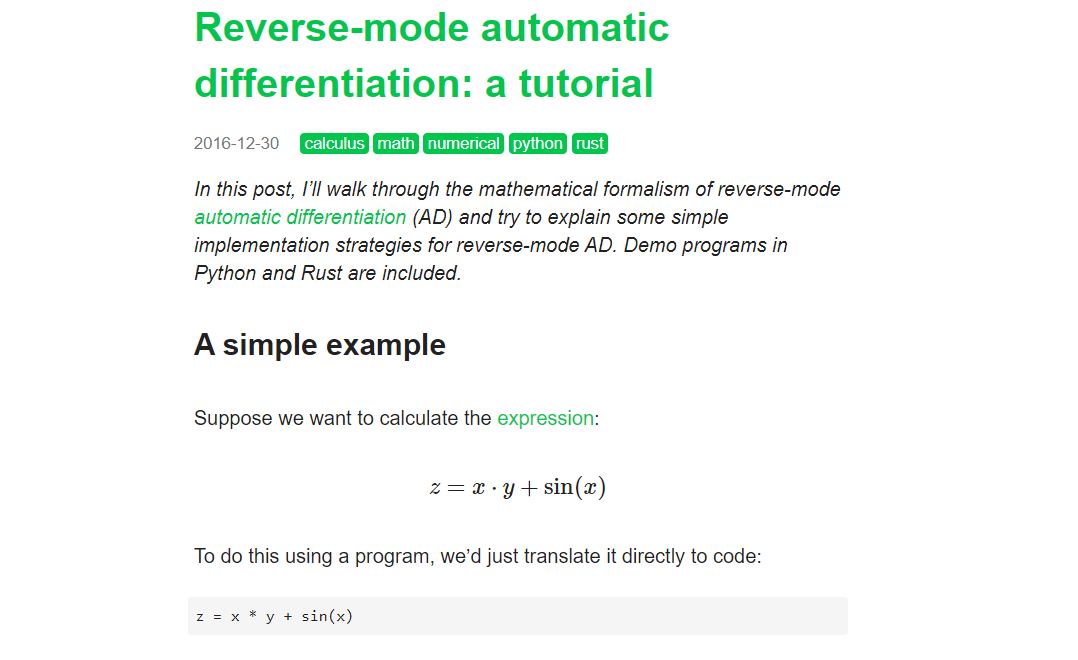 Reverse-mode automatic
differentiation: a tutorial
2016-12-30 calculus math numerical python rust
In this post, I’ll walk through the mathematical formalism of reverse-mode
automatic differentiation (AD) and try to explain some simple
implementation strategies for reverse-mode AD. Demo programs in
Python and Rust are included.
A simple example
Suppose we want to calculate the expression:
z = x · y + sin(x)
To do this using a program, we’d just translate it directly to code:
z = x * y + sin(x)